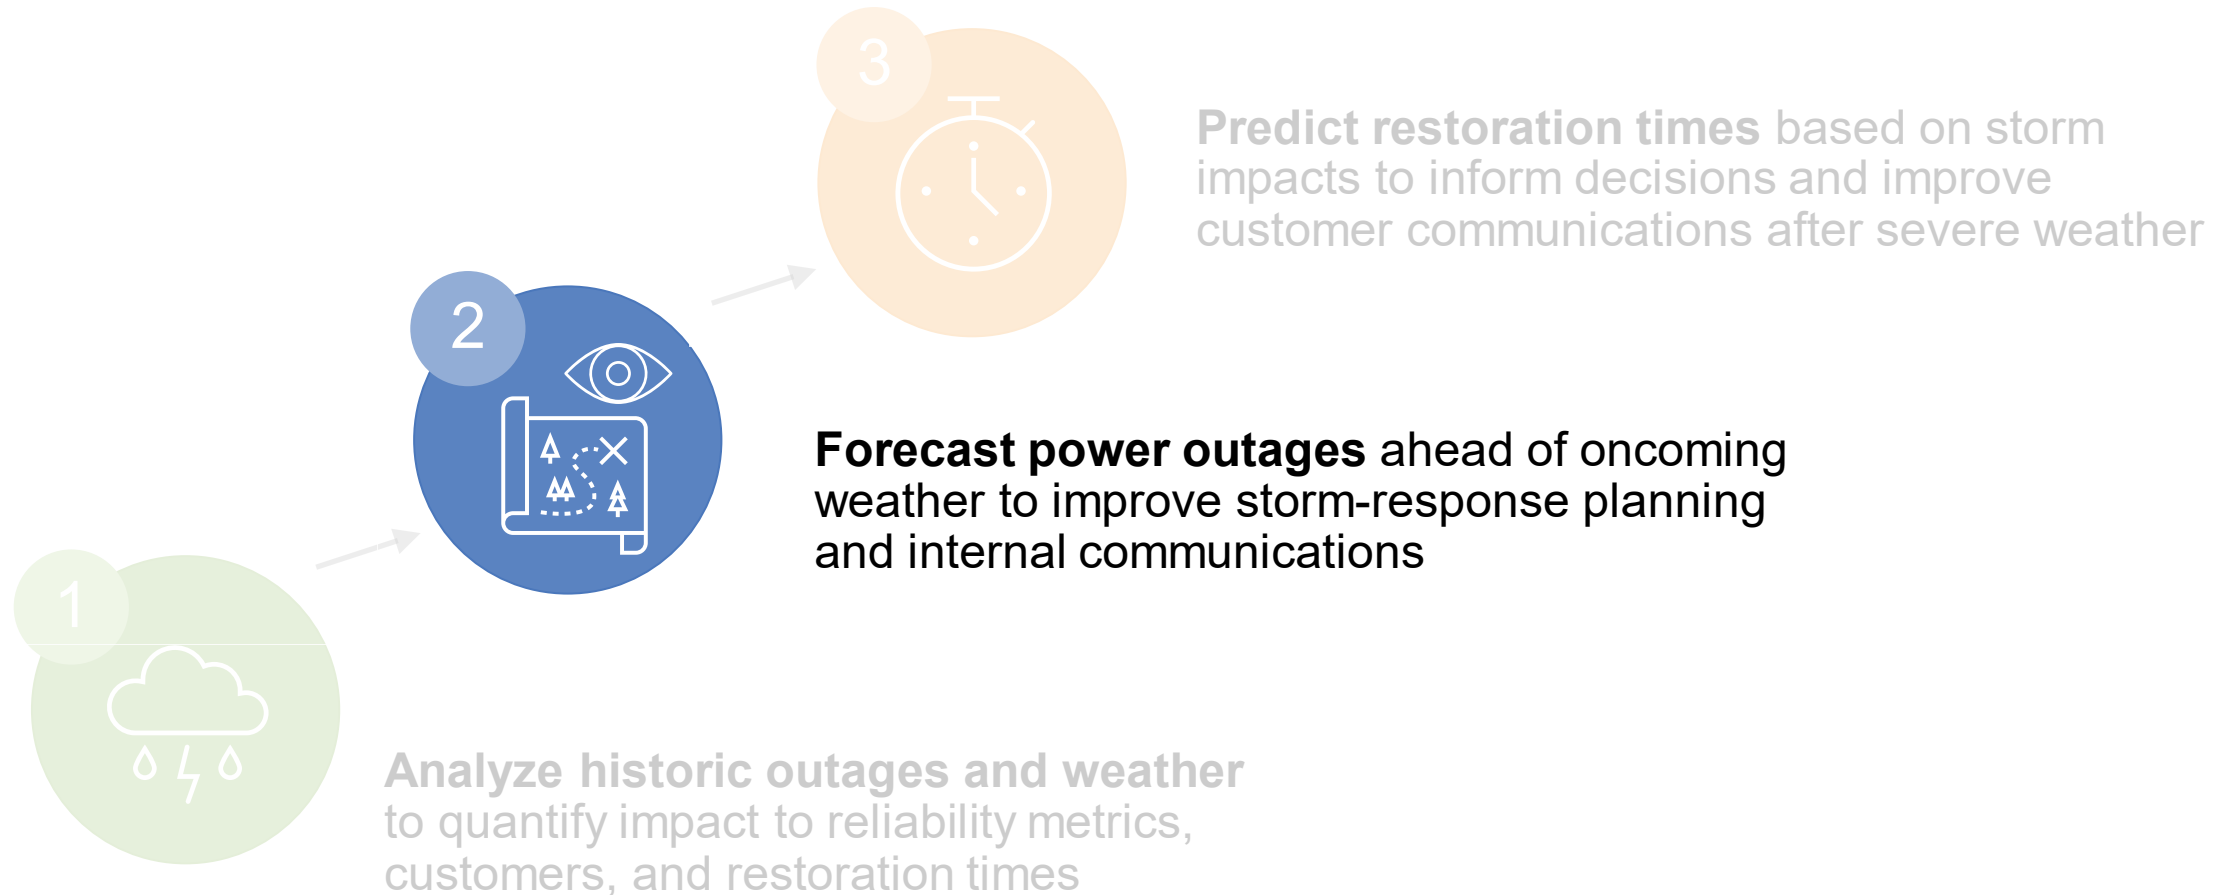 3
Predict restoration times based on storm
impacts to inform decisions and improve
customer communications after severe weather
2
Forecast power outages ahead of oncoming
weather to improve storm-response planning
and internal communications
1
Analyze historic outages and weather
to quantify impact to reliability metrics,
customers, and restoration times